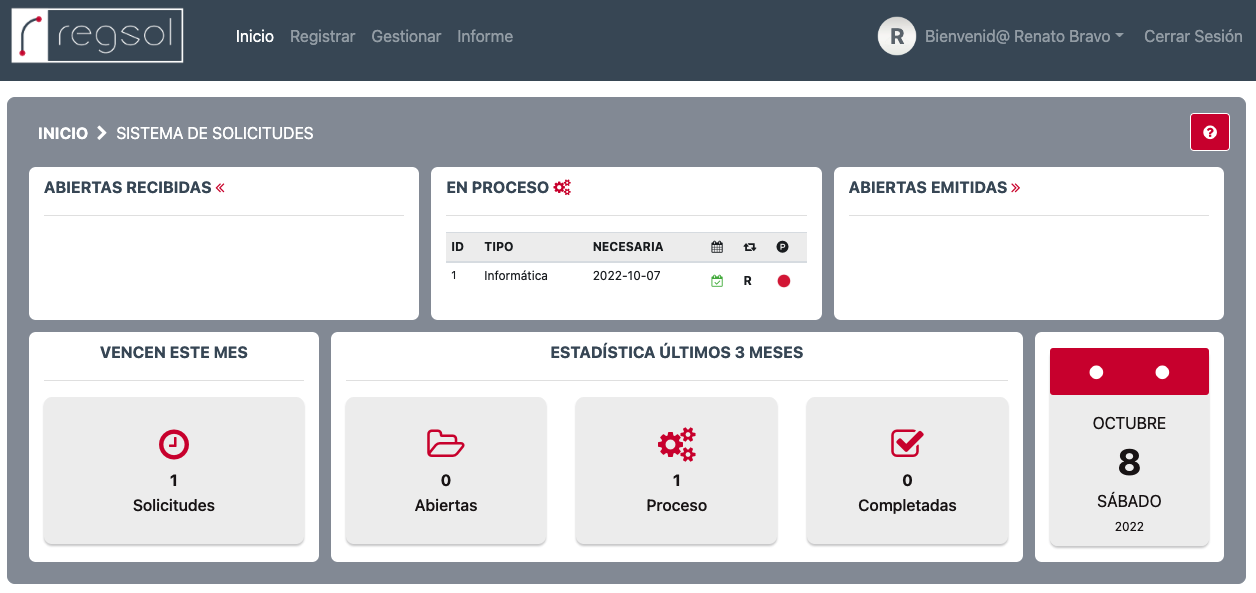 regsol
Inicio Registrar Gestionar Informe
R Bienvenid@ Renato Bravo Cerrar Sesión
INICIO SISTEMA DE SOLICITUDES
?
ABIERTAS RECIBIDAS «
EN PROCESO
ID TIPO NECESARIA P
1 Informática 2022-10-07 R
ABIERTAS EMITIDAS »
VENCEN ESTE MES
1
Solicitudes
ESTADÍSTICA ÚLTIMOS 3 MESES
0
Abiertas
1
Proceso
0
Completadas
OCTUBRE
8
SÁBADO
2022